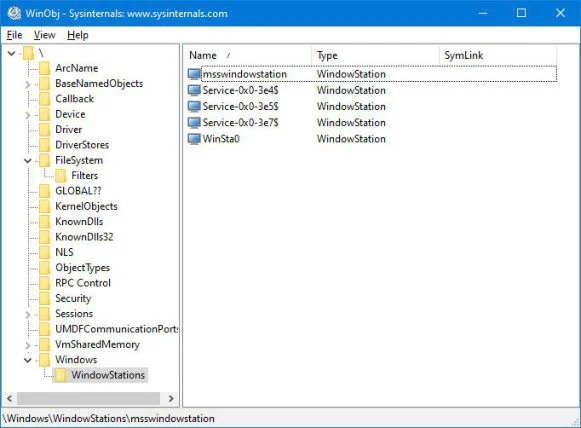 WinObj - Sysinternals: www.sysinternals.com
File View Help
\
ArcName
BaseNamedObjects
Callback
Device
Driver
DriverStores
FileSystem
Filters
GLOBAL??
KernelObjects
KnownDlls
KnownDlls32
NLS
ObjectTypes
RPC Control
Security
Sessions
UMDFCommunicationPorts
VmSharedMemory
Windows
WindowStations
Name / Type SymLink
msswindowstation WindowStation
Service-0x0-3e4$ WindowStation
Service-0x0-3e5$ WindowStation
Service-0x0-3e7$ WindowStation
WinSta0 WindowStation
\Windows\WindowStations\msswindowstation